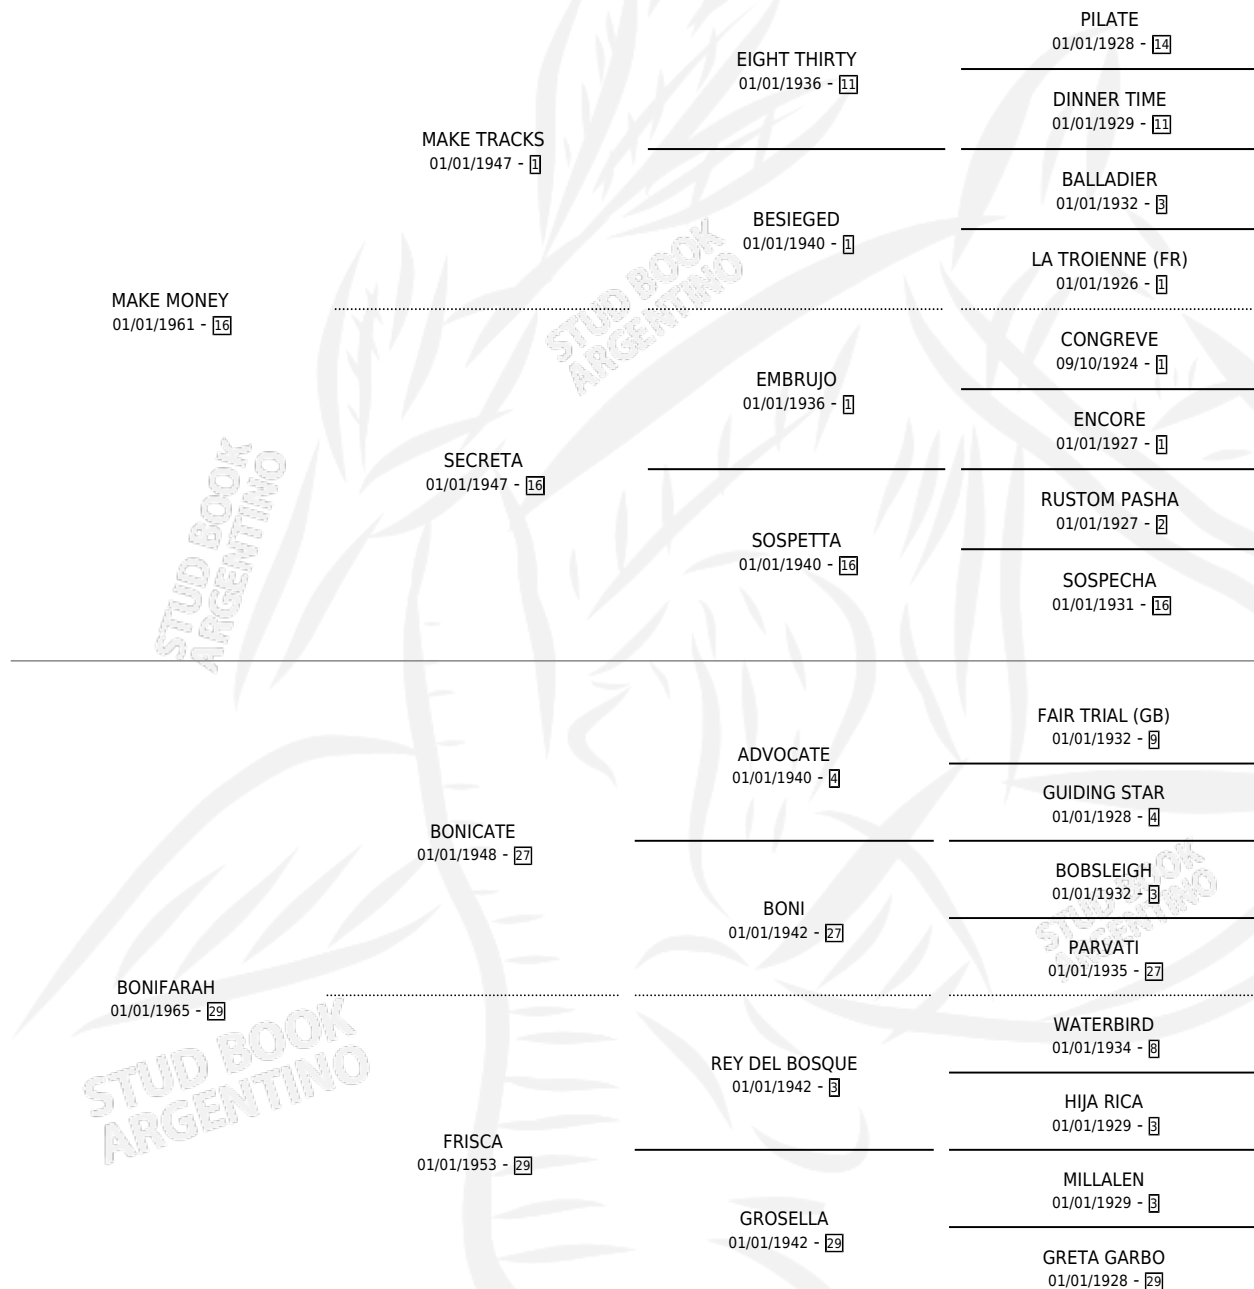 PILATE
01/01/1928 - 14
EIGHT THIRTY
01/01/1936 - 11
DINNER TIME
01/01/1929 - 11
MAKE TRACKS
01/01/1947 - 1
BALLADIER
01/01/1932 - 3
BESIEGED
01/01/1940 - 1
LA TROIENNE (FR)
01/01/1926 - 1
MAKE MONEY
01/01/1961 - 16
CONGREVE
09/10/1924 - 1
EMBRUJO
01/01/1936 - 1
ENCORE
01/01/1927 - 1
SECRETA
01/01/1947 - 16
RUSTOM PASHA
01/01/1927 - 2
SOSPETTA
01/01/1940 - 16
SOSPECHA
01/01/1931 - 16
FAIR TRIAL (GB)
01/01/1932 - 9
ADVOCATE
01/01/1940 - 4
GUIDING STAR
01/01/1928 - 4
BONICATE
01/01/1948 - 27
BOBSLEIGH
01/01/1932 - 3
BONI
01/01/1942 - 27
PARVATI
01/01/1935 - 27
BONIFARAH
01/01/1965 - 29
WATERBIRD
01/01/1934 - 8
REY DEL BOSQUE
01/01/1942 - 3
HIJA RICA
01/01/1929 - 3
FRISCA
01/01/1953 - 29
MILLALEN
01/01/1929 - 3
GROSELLA
01/01/1942 - 29
GRETA GARBO
01/01/1928 - 29
STUD BOOK
ARGENTINO
STUD BOOK
ARGENTINO
STUD BOOK
ARGENTINO
STUD BOOK
ARGENTINO